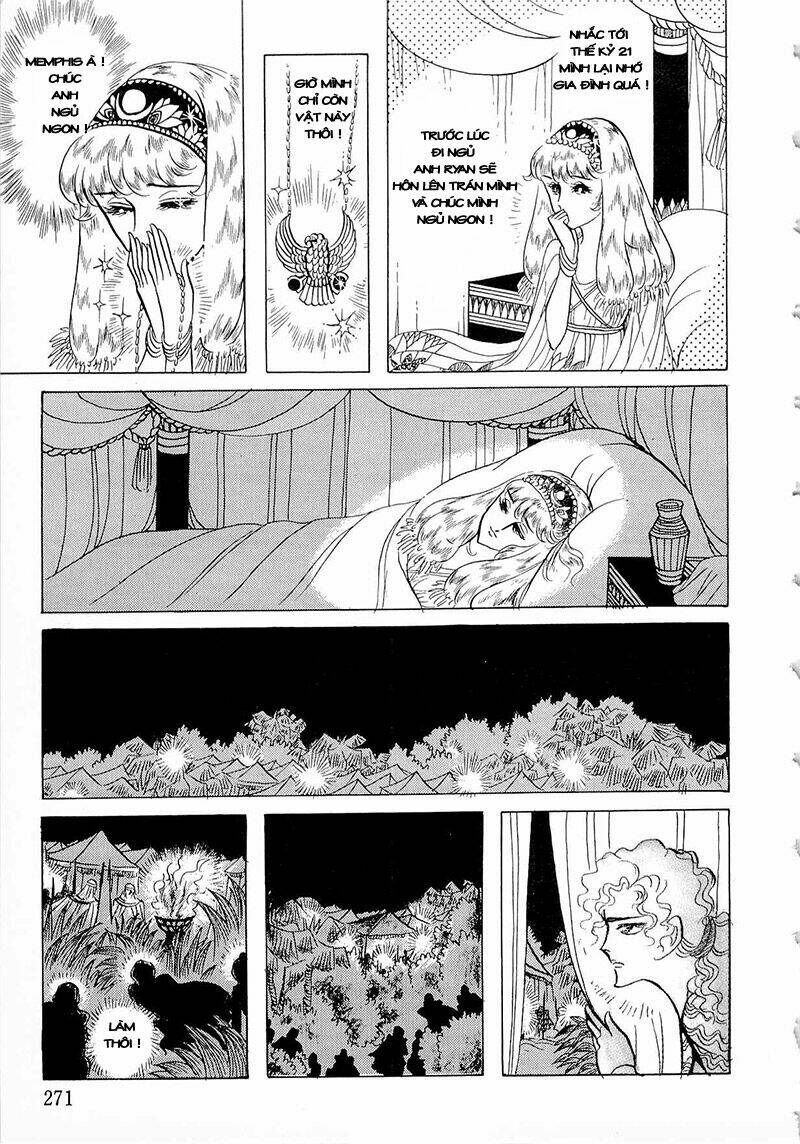 NHẮC TỚI
THẾ KỶ 21
MÌNH LẠI NHỚ
GIA ĐÌNH QUÁ !
TRƯỚC LÚC
ĐI NGỦ
ANH RYAN SẼ
HÔN LÊN TRÁN MÌNH
VÀ CHÚC MÌNH
NGỦ NGON !
GIỜ MÌNH
CHỈ CÒN
VẬT NÀY
THÔI !
MEMPHIS À !
CHÚC
ANH
NGỦ
NGON !
LÀM
THÔI !
271